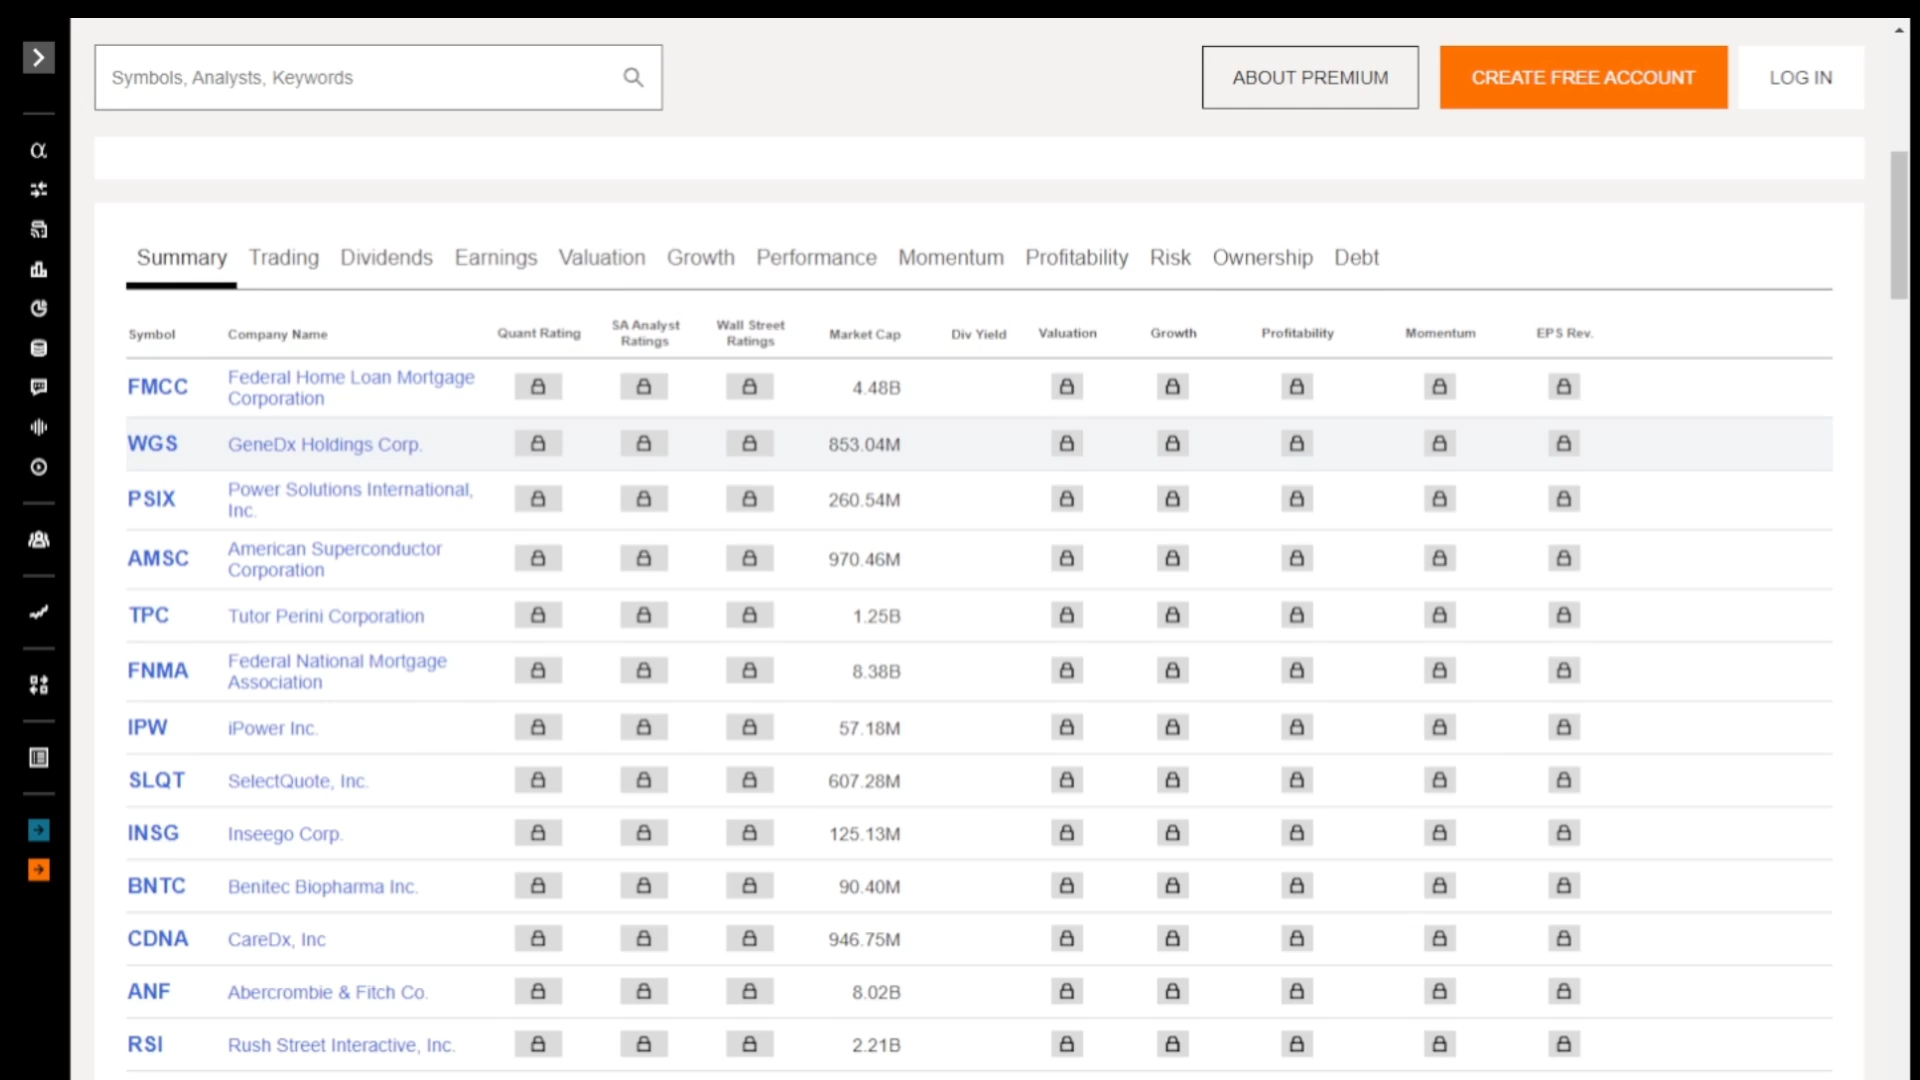 Symbols, Analysts, Keywords
ABOUT PREMIUM
CREATE FREE ACCOUNT
LOG IN
Summary Trading Dividends Earnings Valuation Growth Performance Momentum Profitability Risk Ownership Debt
Symbol Company Name Quant Rating SA Analyst Ratings Wall Street Ratings Market Cap Div Yield Valuation Growth Profitability Momentum EPS Rev.
FMCC Federal Home Loan Mortgage Corporation 4.48B
WGS GeneDx Holdings Corp. 853.04M
PSIX Power Solutions International, Inc. 260.54M
AMSC American Superconductor Corporation 970.46M
TPC Tutor Perini Corporation 1.25B
FNMA Federal National Mortgage Association 8.38B
IPW iPower Inc. 57.18M
SLQT SelectQuote, Inc. 607.28M
INSG Inseego Corp. 125.13M
BNTC Benitec Biopharma Inc. 90.40M
CDNA CareDx, Inc 946.75M
ANF Abercrombie & Fitch Co. 8.02B
RSI Rush Street Interactive, Inc. 2.21B